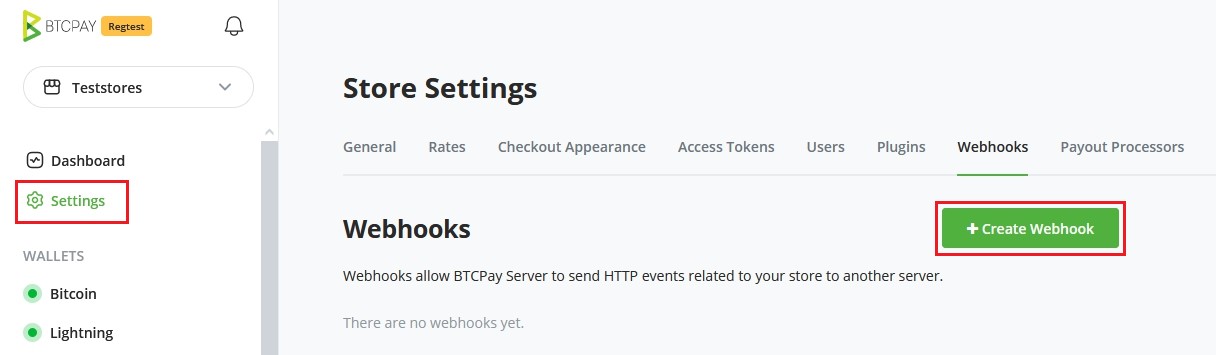 BTCPAY Regtest
Teststores
Dashboard
Settings
WALLETS
Bitcoin
Lightning
Store Settings
General Rates Checkout Appearance Access Tokens Users Plugins Webhooks Payout Processors
Webhooks
+ Create Webhook
Webhooks allow BTCPay Server to send HTTP events related to your store to another server.
There are no webhooks yet.